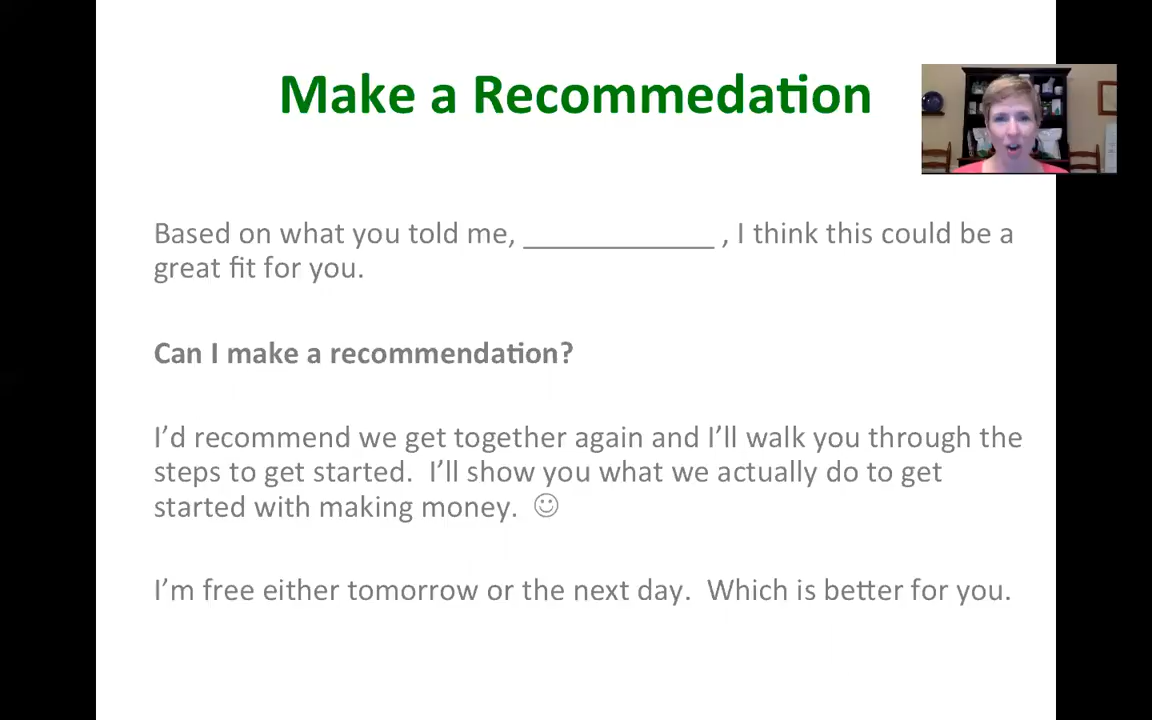 Make a Recommedation
Based on what you told me, _____________ , I think this could be a
great fit for you.
Can I make a recommendation?
I’d recommend we get together again and I’ll walk you through the
steps to get started.  I’ll show you what we actually do to get
started with making money.  ☺
I’m free either tomorrow or the next day.  Which is better for you.